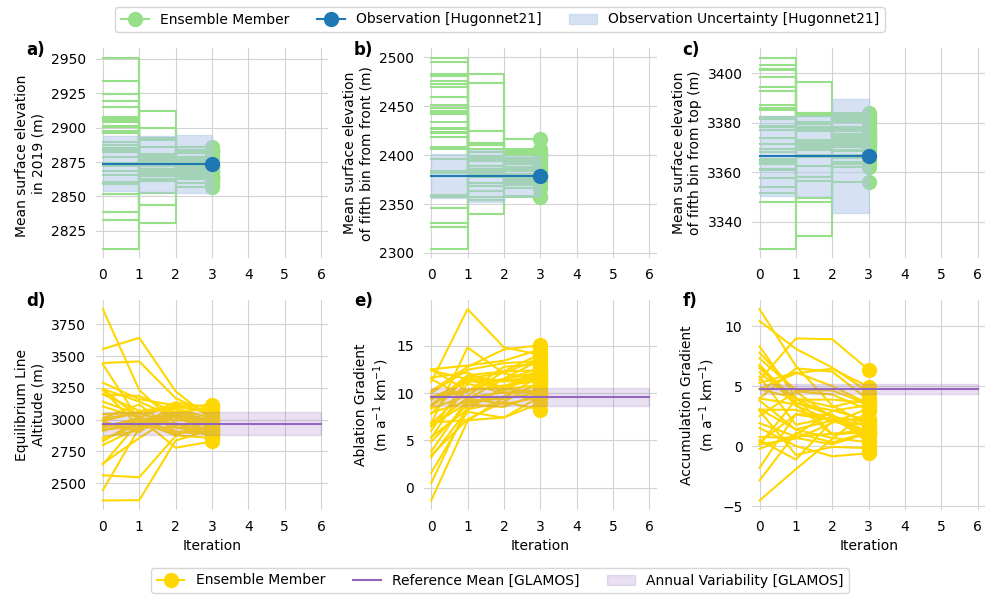 Ensemble Member
Observation [Hugonnet21]
Observation Uncertainty [Hugonnet21]
a)
Mean surface elevation
in 2019 (m)
2950
2925
2900
2875
2850
2825
0 1 2 3 4 5 6
b)
Mean surface elevation
of fifth bin from front (m)
2500
2450
2400
2350
2300
0 1 2 3 4 5 6
c)
Mean surface elevation
of fifth bin from top (m)
3400
3380
3360
3340
0 1 2 3 4 5 6
d)
Equilibrium Line
Altitude (m)
3750
3500
3250
3000
2750
2500
0 1 2 3 4 5 6
Iteration
e)
Ablation Gradient
(m a⁻¹ km⁻¹)
15
10
5
0
0 1 2 3 4 5 6
Iteration
f)
Accumulation Gradient
(m a⁻¹ km⁻¹)
10
5
0
−5
0 1 2 3 4 5 6
Iteration
Ensemble Member
Reference Mean [GLAMOS]
Annual Variability [GLAMOS]